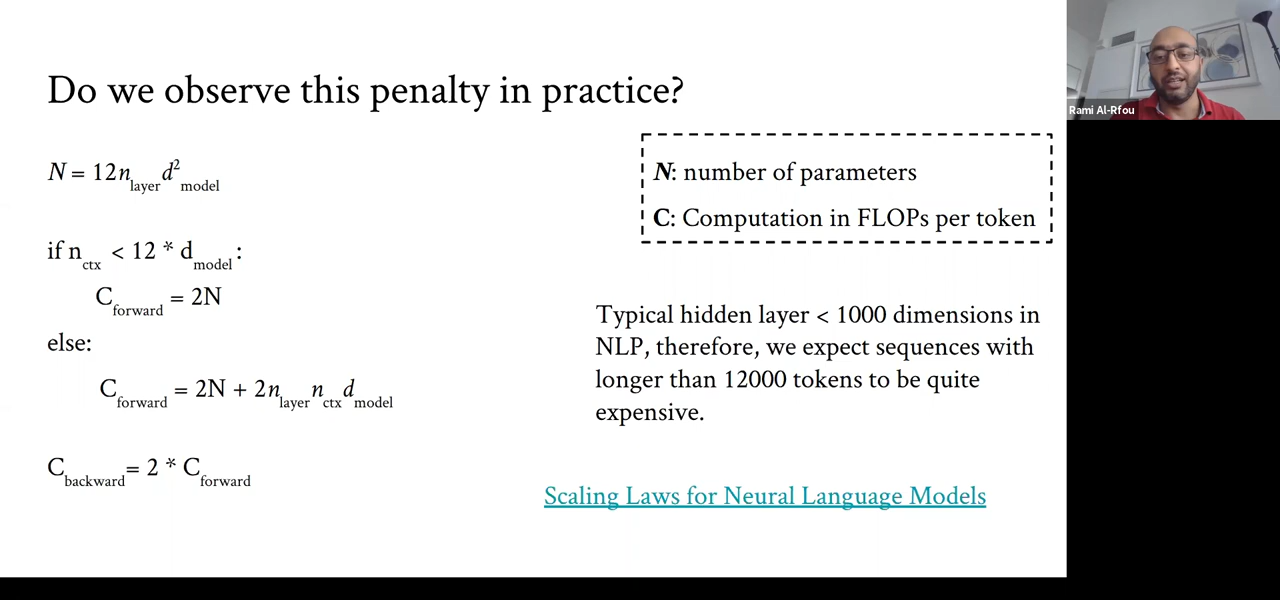 Do we observe this penalty in practice?
N = 12n_layer d²_model
if n_ctx < 12 * d_model:
C_forward = 2N
else:
C_forward = 2N + 2n_layer n_ctx d_model
C_backward = 2 * C_forward
N: number of parameters
C: Computation in FLOPs per token
Typical hidden layer < 1000 dimensions in
NLP, therefore, we expect sequences with
longer than 12000 tokens to be quite
expensive.
Scaling Laws for Neural Language Models
Rami Al-Rfou